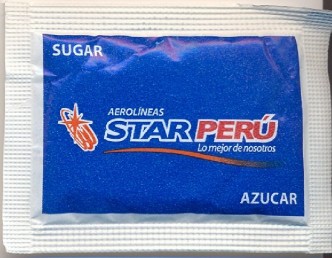 SUGAR
AEROLÍNEAS
STAR PERÚ
Lo mejor de nosotros
AZUCAR